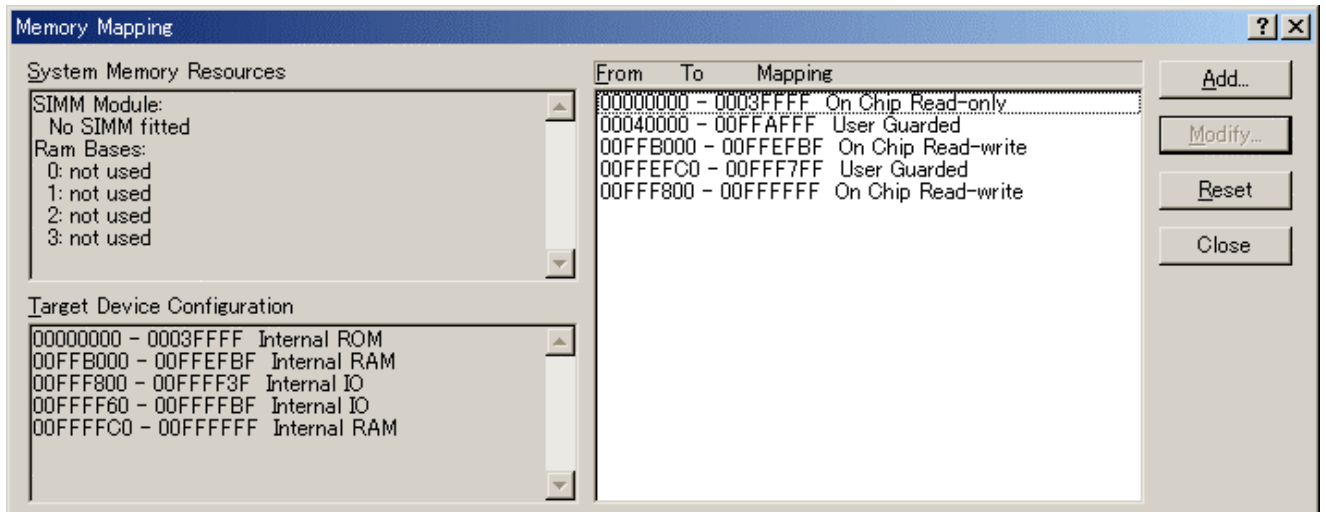 Memory Mapping
System Memory Resources
SIMM Module:
No SIMM fitted
Ram Bases:
0: not used
1: not used
2: not used
3: not used
Target Device Configuration
00000000 - 0003FFFF Internal ROM
00FFB000 - 00FFEFBF Internal RAM
00FFF800 - 00FFFF3F Internal IO
00FFFF60 - 00FFFFBF Internal IO
00FFFFC0 - 00FFFFFF Internal RAM
From To Mapping
00000000 - 0003FFFF On Chip Read-only
00040000 - 00FFAFFF User Guarded
00FFB000 - 00FFEFBF On Chip Read-write
00FFEFC0 - 00FFF7FF User Guarded
00FFF800 - 00FFFFFF On Chip Read-write
Add...
Modify...
Reset
Close